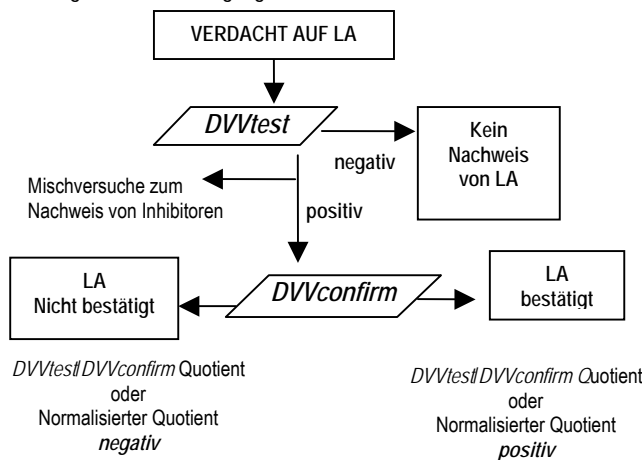 VERDACHT AUF LA
DVVtest
negativ
Kein
Nachweis
von LA
Mischversuche zum
Nachweis von Inhibitoren
positiv
LA
Nicht bestätigt
DVVconfirm
LA
bestätigt
DVVtest/DVVconfirm Quotient
oder
Normalisierter Quotient
negativ
DVVtest/DVVconfirm Quotient
oder
Normalisierter Quotient
positiv